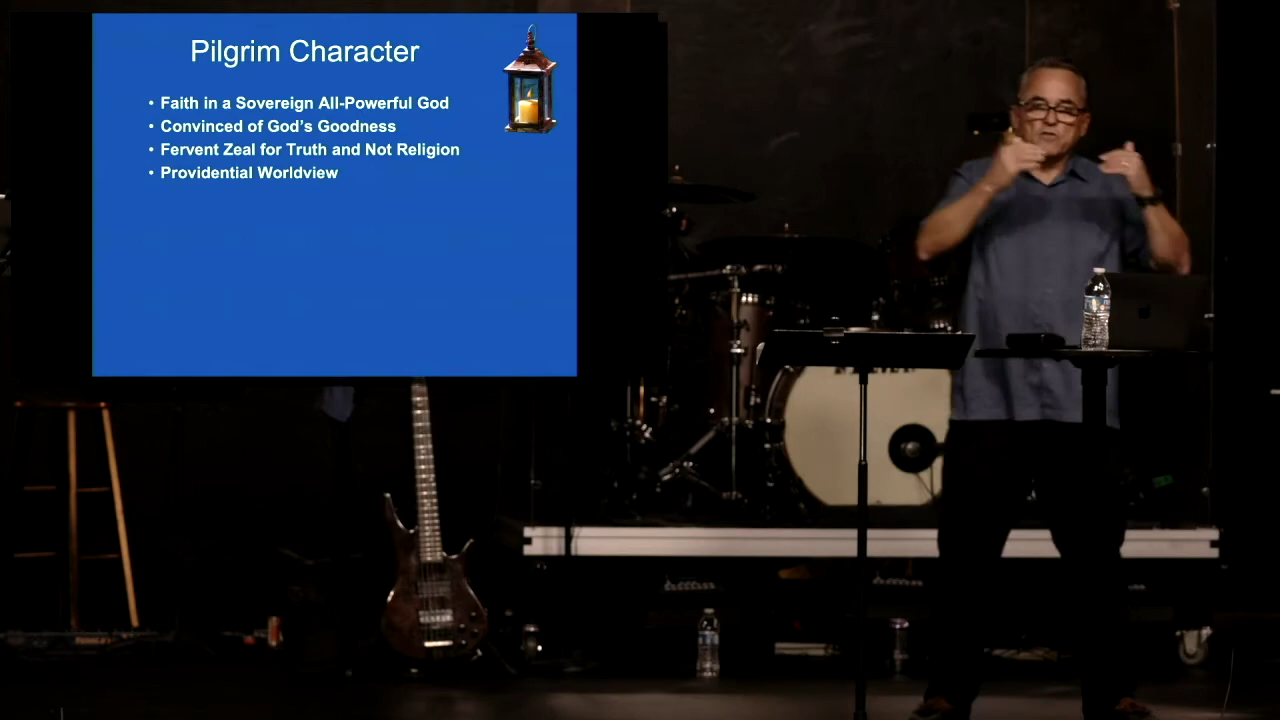 Pilgrim Character
• Faith in a Sovereign All-Powerful God
• Convinced of God's Goodness
• Fervent Zeal for Truth and Not Religion
• Providential Worldview